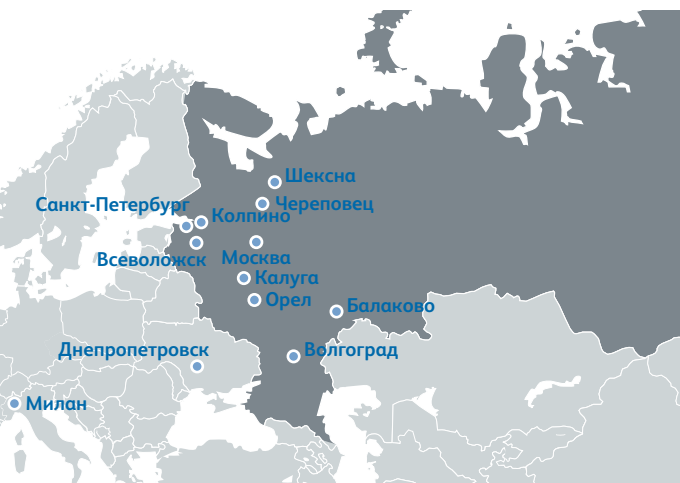 Шексна
Череповец
Санкт-Петербург
Колпино
Всеволожск
Москва
Калуга
Орел
Балаково
Днепропетровск
Волгоград
Милан